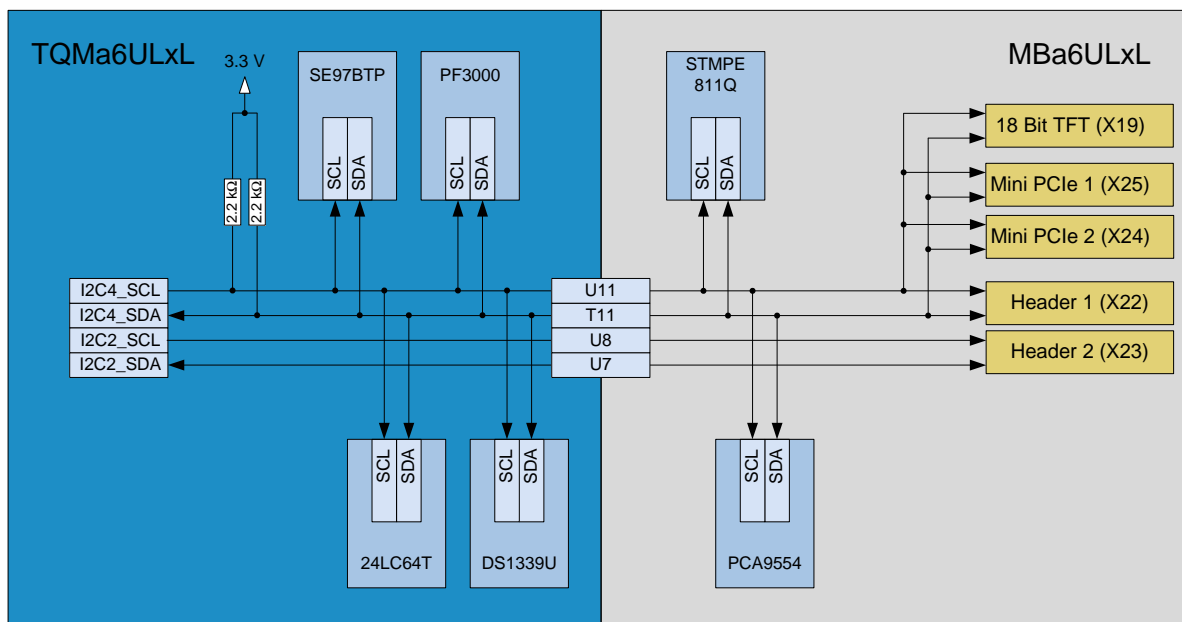 TQMa6ULxL
MBa6ULxL
3.3 V
SE97BTP
PF3000
STMPE
811Q
SCL
SDA
SCL
SDA
SCL
SDA
2.2 kΩ
2.2 kΩ
18 Bit TFT (X19)
Mini PCIe 1 (X25)
Mini PCIe 2 (X24)
I2C4_SCL
U11
Header 1 (X22)
I2C4_SDA
T11
I2C2_SCL
U8
Header 2 (X23)
I2C2_SDA
U7
SCL
SDA
SCL
SDA
SCL
SDA
24LC64T
DS1339U
PCA9554